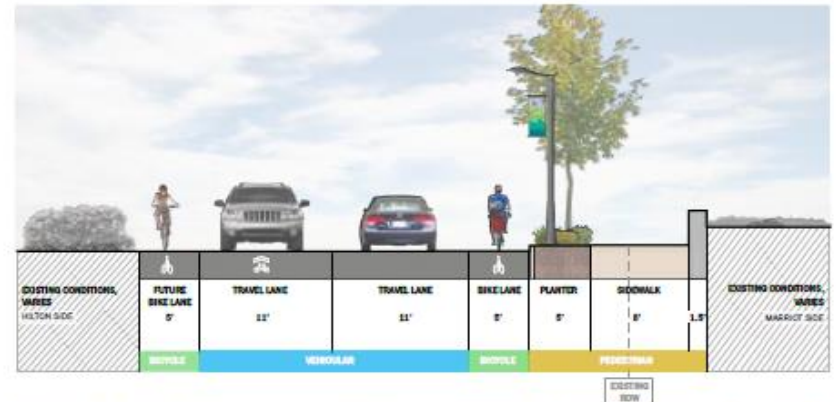 EXISTING CONDITIONS,
VARIES
HILTON SIDE
FUTURE
BIKE LANE
5'
TRAVEL LANE
11'
TRAVEL LANE
11'
BIKE LANE
5'
PLANTER
5'
SIDEWALK
8'
1.5'
EXISTING CONDITIONS,
VARIES
MARRIOT SIDE
BICYCLE
VEHICULAR
BICYCLE
PEDESTRIAN
EXISTING
ROW